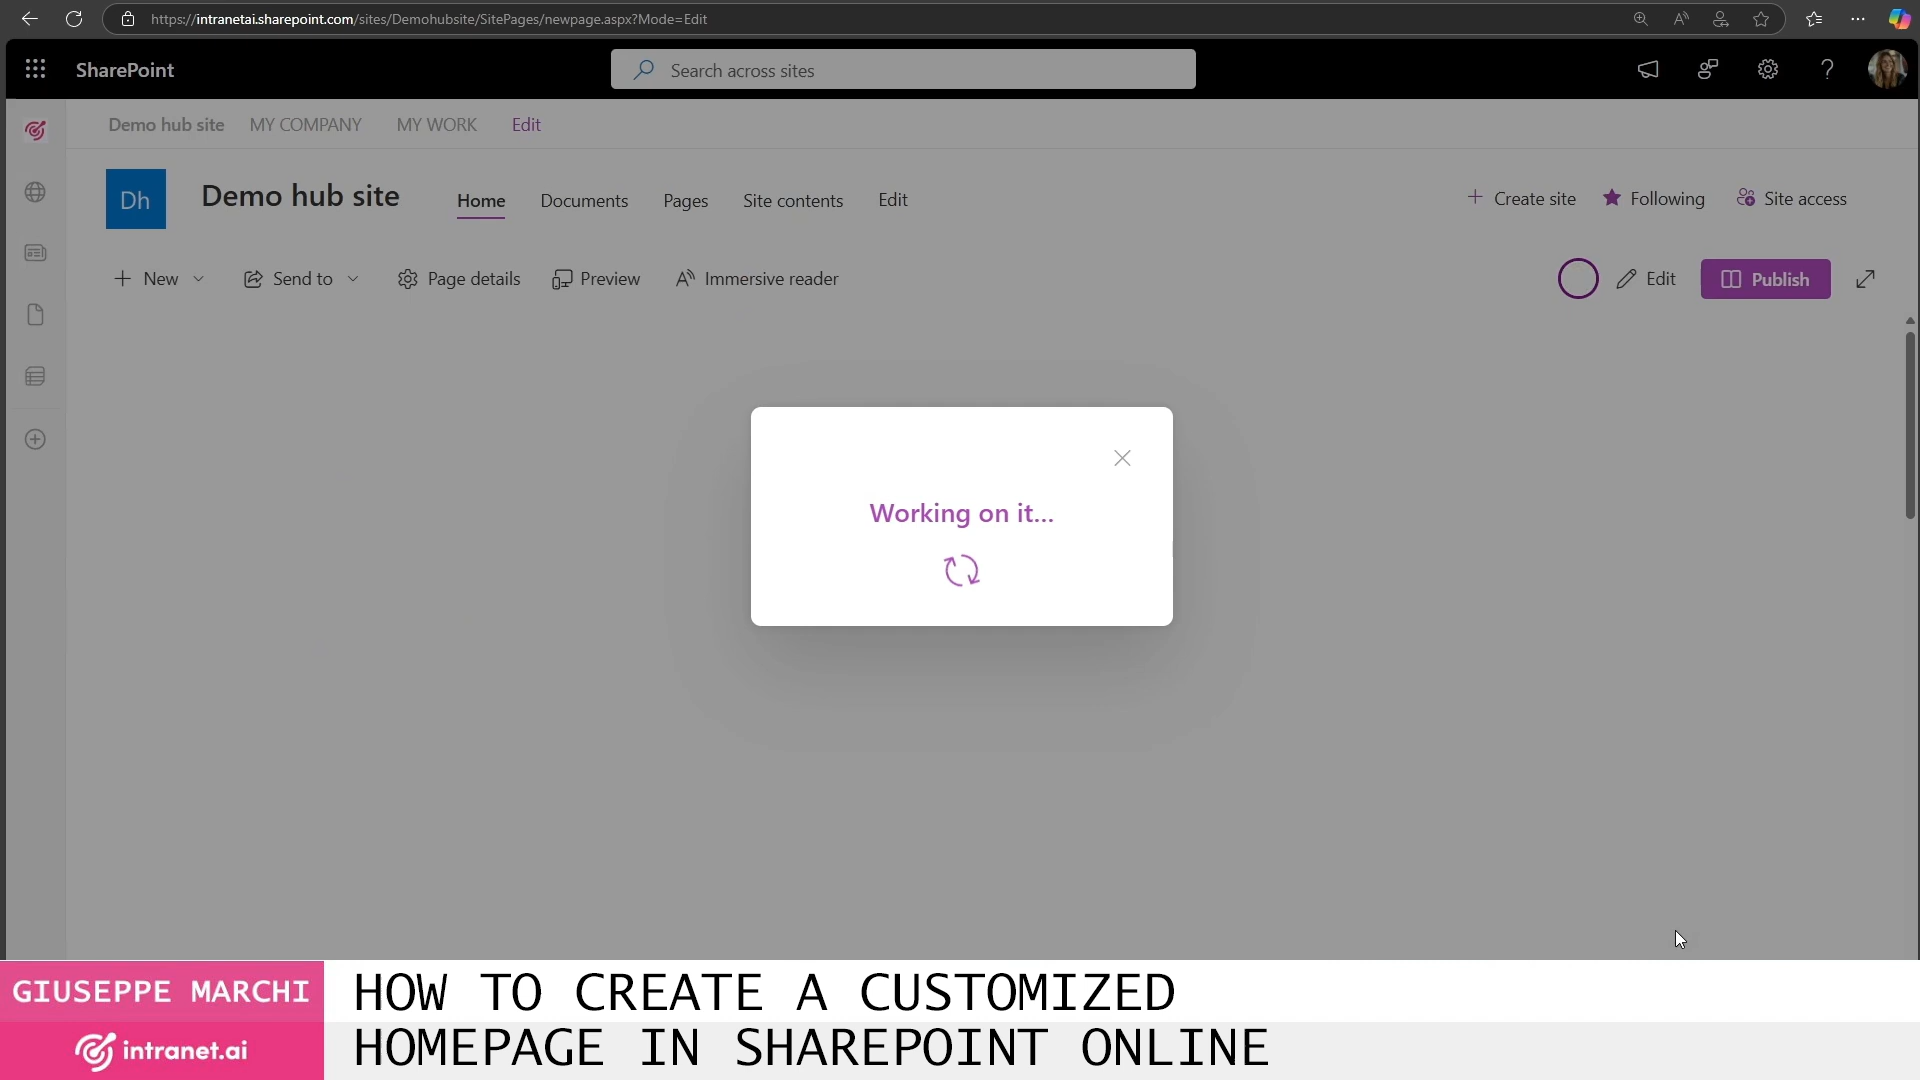 https://intranetai.sharepoint.com/sites/Demohubsite/SitePages/newpage.aspx?Mode=Edit
SharePoint
Search across sites
Demo hub site MY COMPANY MY WORK Edit
Dh Demo hub site Home Documents Pages Site contents Edit
Create site Following Site access
New Send to Page details Preview Immersive reader
Edit Publish
Working on it...
GIUSEPPE MARCHI
intranet.ai
HOW TO CREATE A CUSTOMIZED
HOMEPAGE IN SHAREPOINT ONLINE